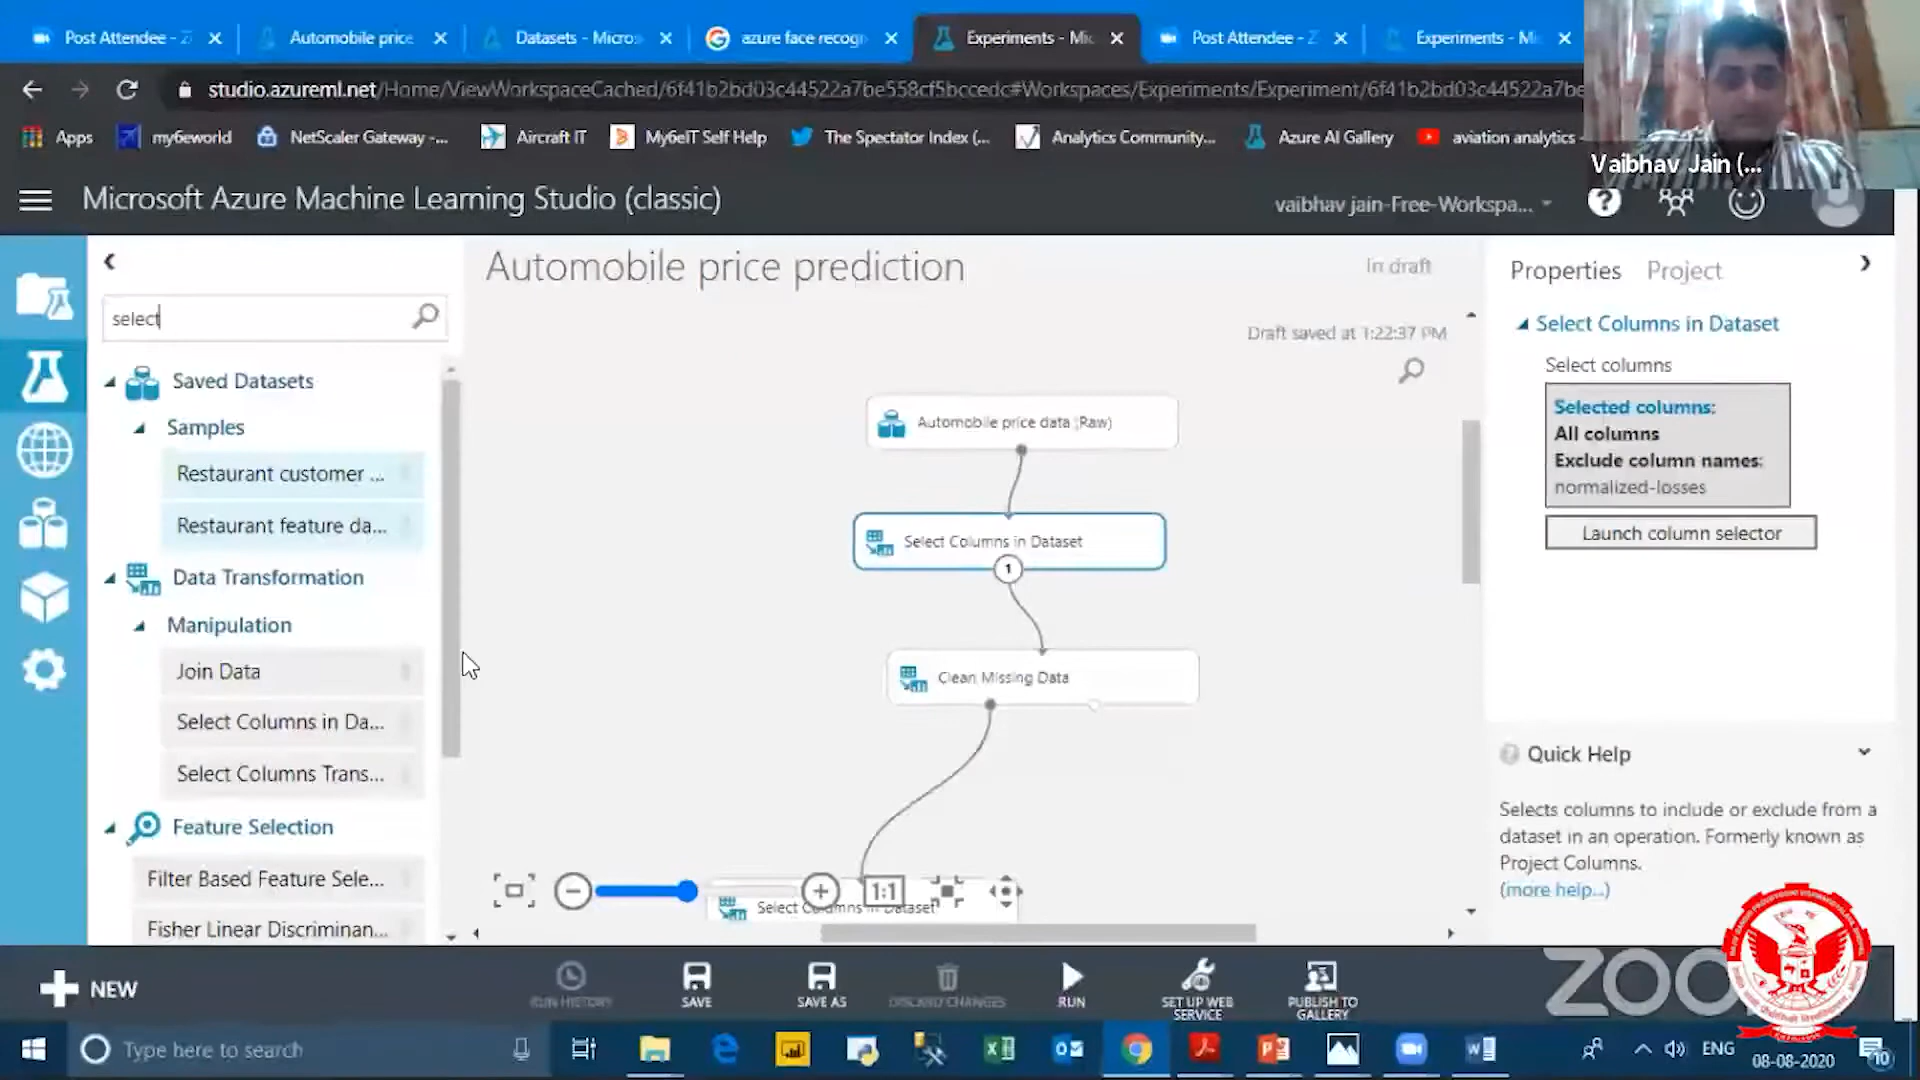 Post Attendee - Z
Automobile price
Datasets - Micros
azure face recogn
Experiments - Mic
Post Attendee - Z
Experiments - M
studio.azureml.net/Home/ViewWorkspaceCached/6f41b2bd03c44522a7be558cf5bccedc#Workspaces/Experiments/Experiment/6f41b2bd03c44522a7be
Apps
my6eworld
NetScaler Gateway -...
Aircraft IT
My6eIT Self Help
The Spectator Index (...
Analytics Community...
Azure AI Gallery
aviation analytics -
Vaibhav Jain (...
Microsoft Azure Machine Learning Studio (classic)
vaibhav jain-Free-Workspa...
select
Saved Datasets
Samples
Restaurant customer ...
Restaurant feature da...
Data Transformation
Manipulation
Join Data
Select Columns in Da...
Select Columns Trans...
Feature Selection
Filter Based Feature Sele...
Fisher Linear Discriminan...
Automobile price prediction
In draft
Draft saved at 1:22:37 PM
Automobile price data (Raw)
Select Columns in Dataset
1
Clean Missing Data
Select Columns in Dataset
1:1
Properties Project
Select Columns in Dataset
Select columns
Selected columns:
All columns
Exclude column names:
normalized-losses
Launch column selector
Quick Help
Selects columns to include or exclude from a
dataset in an operation. Formerly known as
Project Columns.
(more help...)
NEW
RUN HISTORY
SAVE
SAVE AS
DISCARD CHANGES
RUN
SET UP WEB
SERVICE
PUBLISH TO
GALLERY
Type here to search
ENG
08-08-2020
10